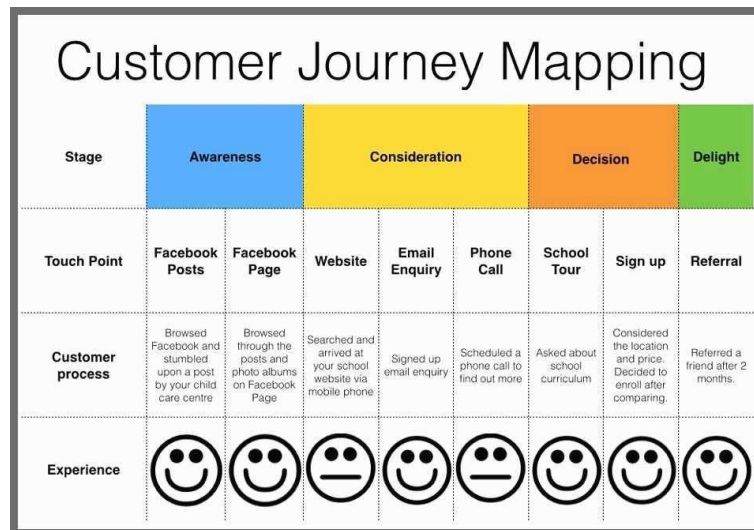 Customer Journey Mapping
Stage
Awareness
Consideration
Decision
Delight
Touch Point
Facebook
Posts
Facebook
Page
Website
Email
Enquiry
Phone
Call
School
Tour
Sign up
Referral
Customer
process
Browsed
Facebook and
stumbled
upon a post
by your child
care centre
Browsed
through the
posts and
photo albums
on Facebook
Page
Searched and
arrived at
your school
website via
mobile phone
Signed up
email enquiry
Scheduled a
phone call to
find out more
Asked about
school
curriculum
Considered
the location
and price.
Decided to
enroll after
comparing.
Referred a
friend after 2
months.
Experience